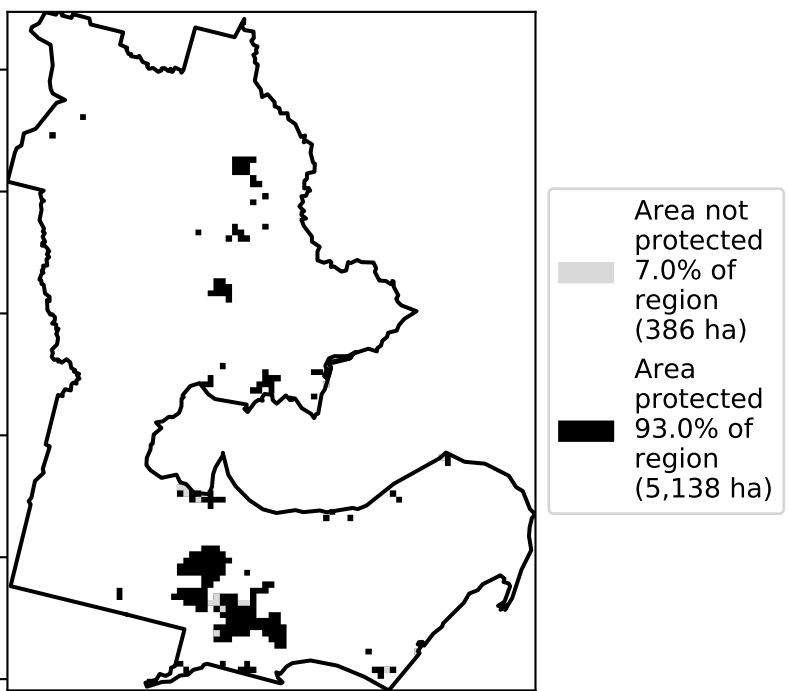 Area not
protected
7.0% of
region
(386 ha)
Area
protected
93.0% of
region
(5,138 ha)